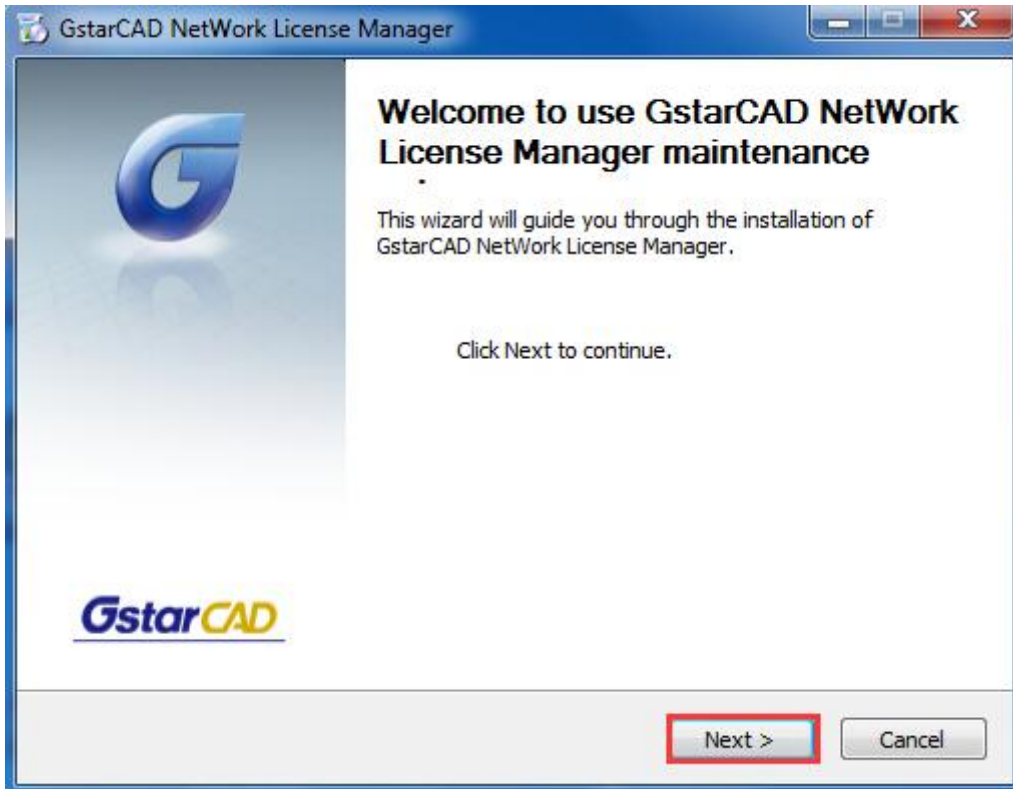 GstarCAD NetWork License Manager
Welcome to use GstarCAD NetWork
License Manager maintenance
This wizard will guide you through the installation of
GstarCAD NetWork License Manager.
Click Next to continue.
GstarCAD
Next >
Cancel